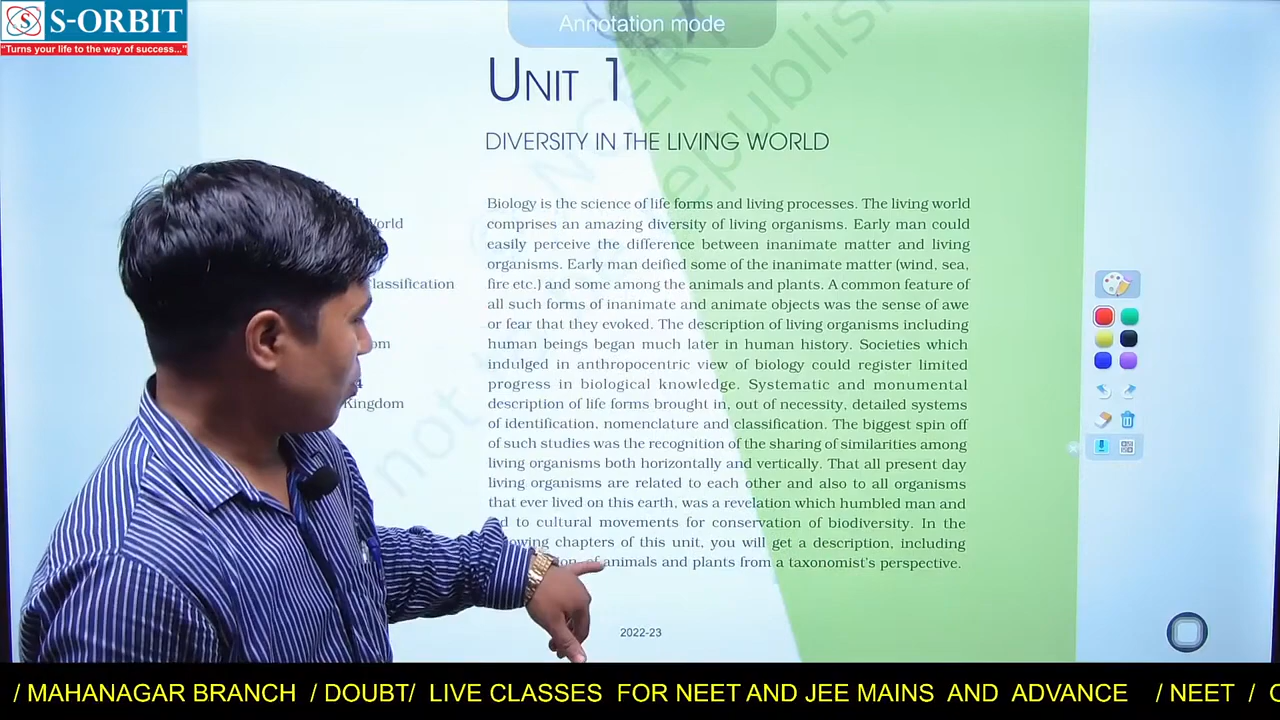 S-ORBIT
"Turns your life to the way of success..."
Annotation mode
UNIT 1
DIVERSITY IN THE LIVING WORLD
World
Classification
Kingdom
Biology is the science of life forms and living processes. The living world
comprises an amazing diversity of living organisms. Early man could
easily perceive the difference between inanimate matter and living
organisms. Early man deified some of the inanimate matter (wind, sea,
fire etc.) and some among the animals and plants. A common feature of
all such forms of inanimate and animate objects was the sense of awe
or fear that they evoked. The description of living organisms including
human beings began much later in human history. Societies which
indulged in anthropocentric view of biology could register limited
progress in biological knowledge. Systematic and monumental
description of life forms brought in, out of necessity, detailed systems
of identification, nomenclature and classification. The biggest spin off
of such studies was the recognition of the sharing of similarities among
living organisms both horizontally and vertically. That all present day
living organisms are related to each other and also to all organisms
that ever lived on this earth, was a revelation which humbled man and
to cultural movements for conservation of biodiversity. In the
chapters of this unit, you will get a description, including
of animals and plants from a taxonomist's perspective.
2022-23
/ MAHANAGAR BRANCH / DOUBT/ LIVE CLASSES FOR NEET AND JEE MAINS AND ADVANCE / NEET /